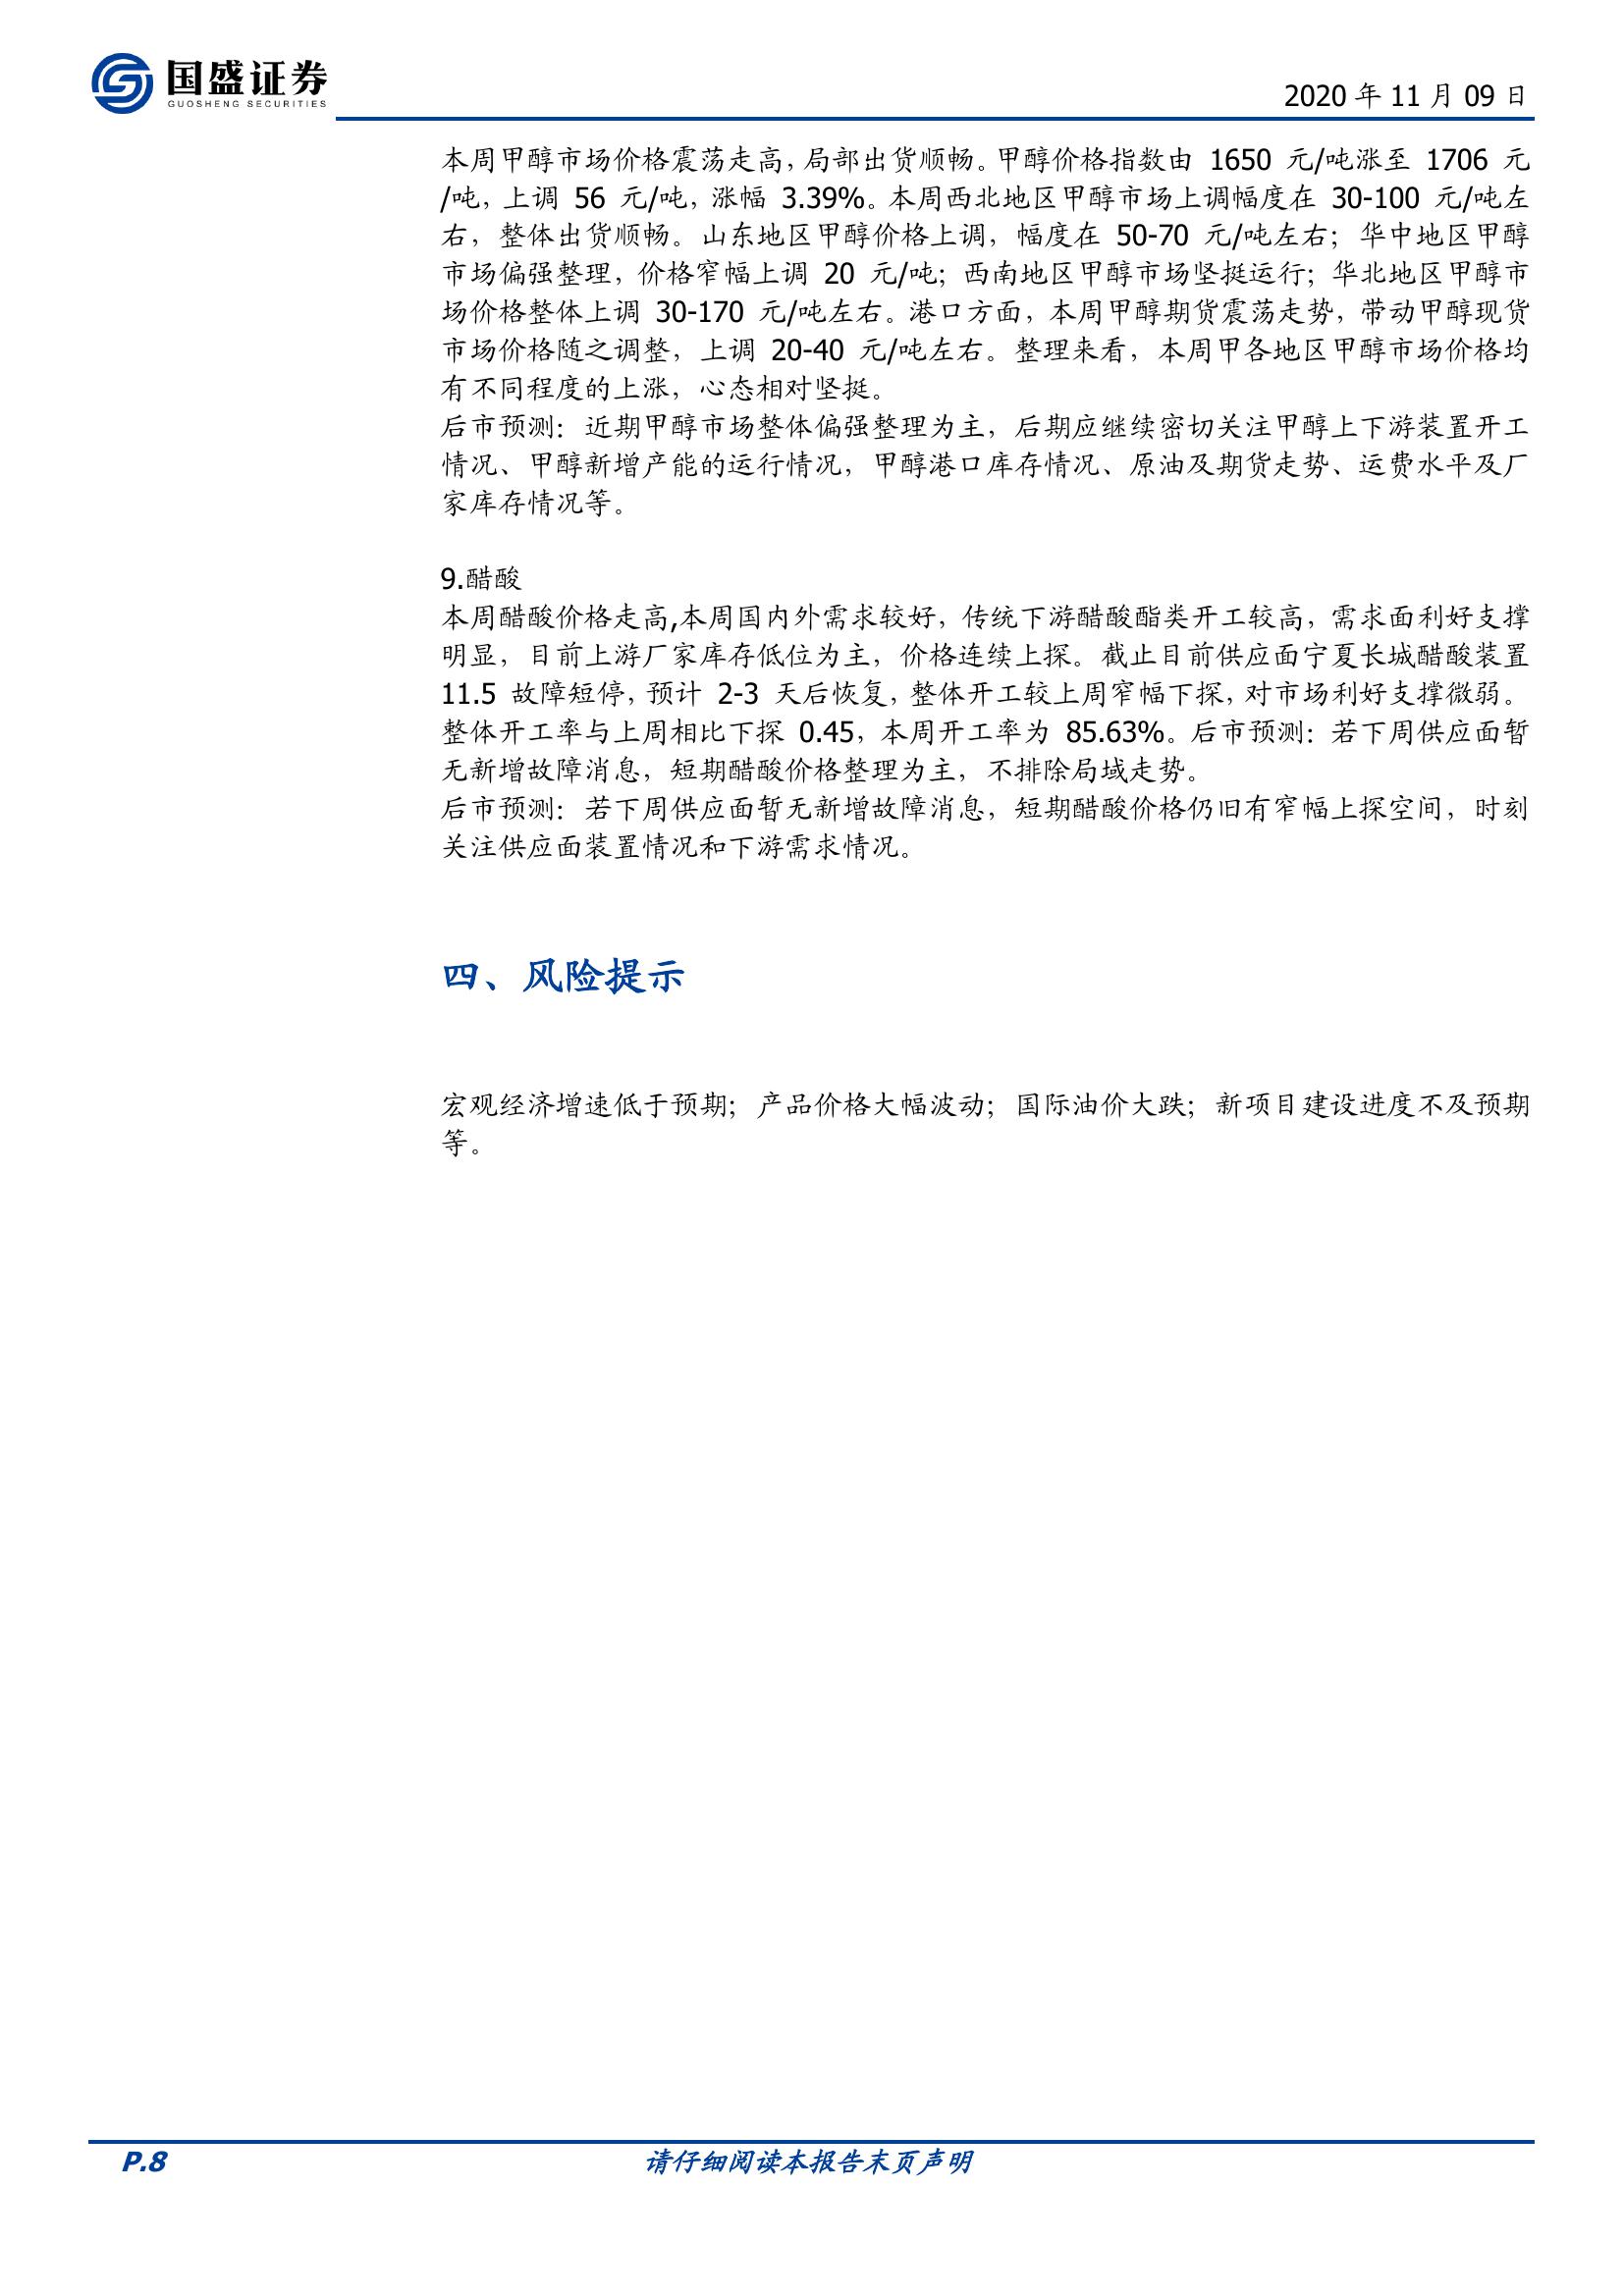 国盛证券
GUOSHENG SECURITIES
2020 年 11 月 09 日
本周甲醇市场价格震荡走高，局部出货顺畅。甲醇价格指数由 1650 元/吨涨至 1706 元
/吨，上调 56 元/吨，涨幅 3.39%。本周西北地区甲醇市场上调幅度在 30-100 元/吨左
右，整体出货顺畅。山东地区甲醇价格上调，幅度在 50-70 元/吨左右；华中地区甲醇
市场偏强整理，价格窄幅上调 20 元/吨；西南地区甲醇市场坚挺运行；华北地区甲醇市
场价格整体上调 30-170 元/吨左右。港口方面，本周甲醇期货震荡走势，带动甲醇现货
市场价格随之调整，上调 20-40 元/吨左右。整理来看，本周甲各地区甲醇市场价格均
有不同程度的上涨，心态相对坚挺。
后市预测：近期甲醇市场整体偏强整理为主，后期应继续密切关注甲醇上下游装置开工
情况、甲醇新增产能的运行情况，甲醇港口库存情况、原油及期货走势、运费水平及厂
家库存情况等。
9.醋酸
本周醋酸价格走高,本周国内外需求较好，传统下游醋酸酯类开工较高，需求面利好支撑
明显，目前上游厂家库存低位为主，价格连续上探。截止目前供应面宁夏长城醋酸装置
11.5 故障短停，预计 2-3 天后恢复，整体开工较上周窄幅下探，对市场利好支撑微弱。
整体开工率与上周相比下探 0.45，本周开工率为 85.63%。后市预测：若下周供应面暂
无新增故障消息，短期醋酸价格整理为主，不排除局域走势。
后市预测：若下周供应面暂无新增故障消息，短期醋酸价格仍旧有窄幅上探空间，时刻
关注供应面装置情况和下游需求情况。
四、风险提示
宏观经济增速低于预期；产品价格大幅波动；国际油价大跌；新项目建设进度不及预期
等。
P.8
请仔细阅读本报告末页声明